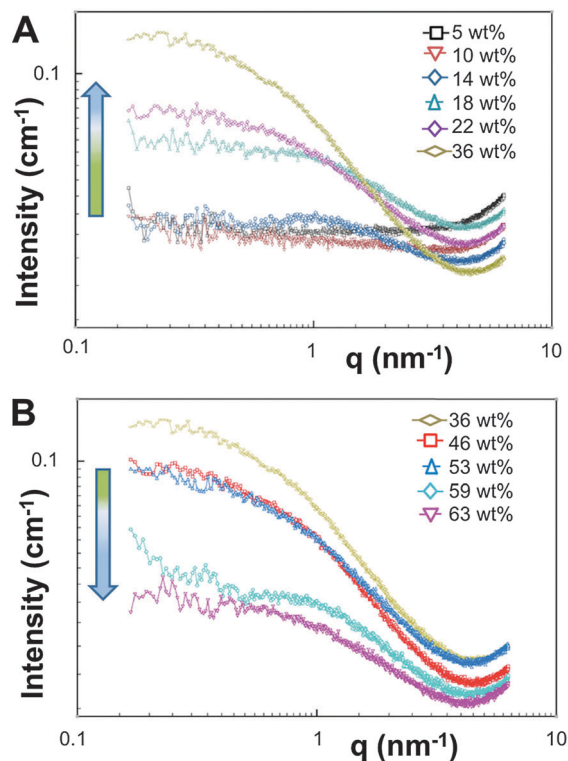 A
5 wt%
10 wt%
14 wt%
18 wt%
22 wt%
36 wt%
0.1
Intensity (cm⁻¹)
0.1
1
10
q (nm⁻¹)
B
36 wt%
46 wt%
53 wt%
59 wt%
63 wt%
0.1
Intensity (cm⁻¹)
0.1
1
10
q (nm⁻¹)